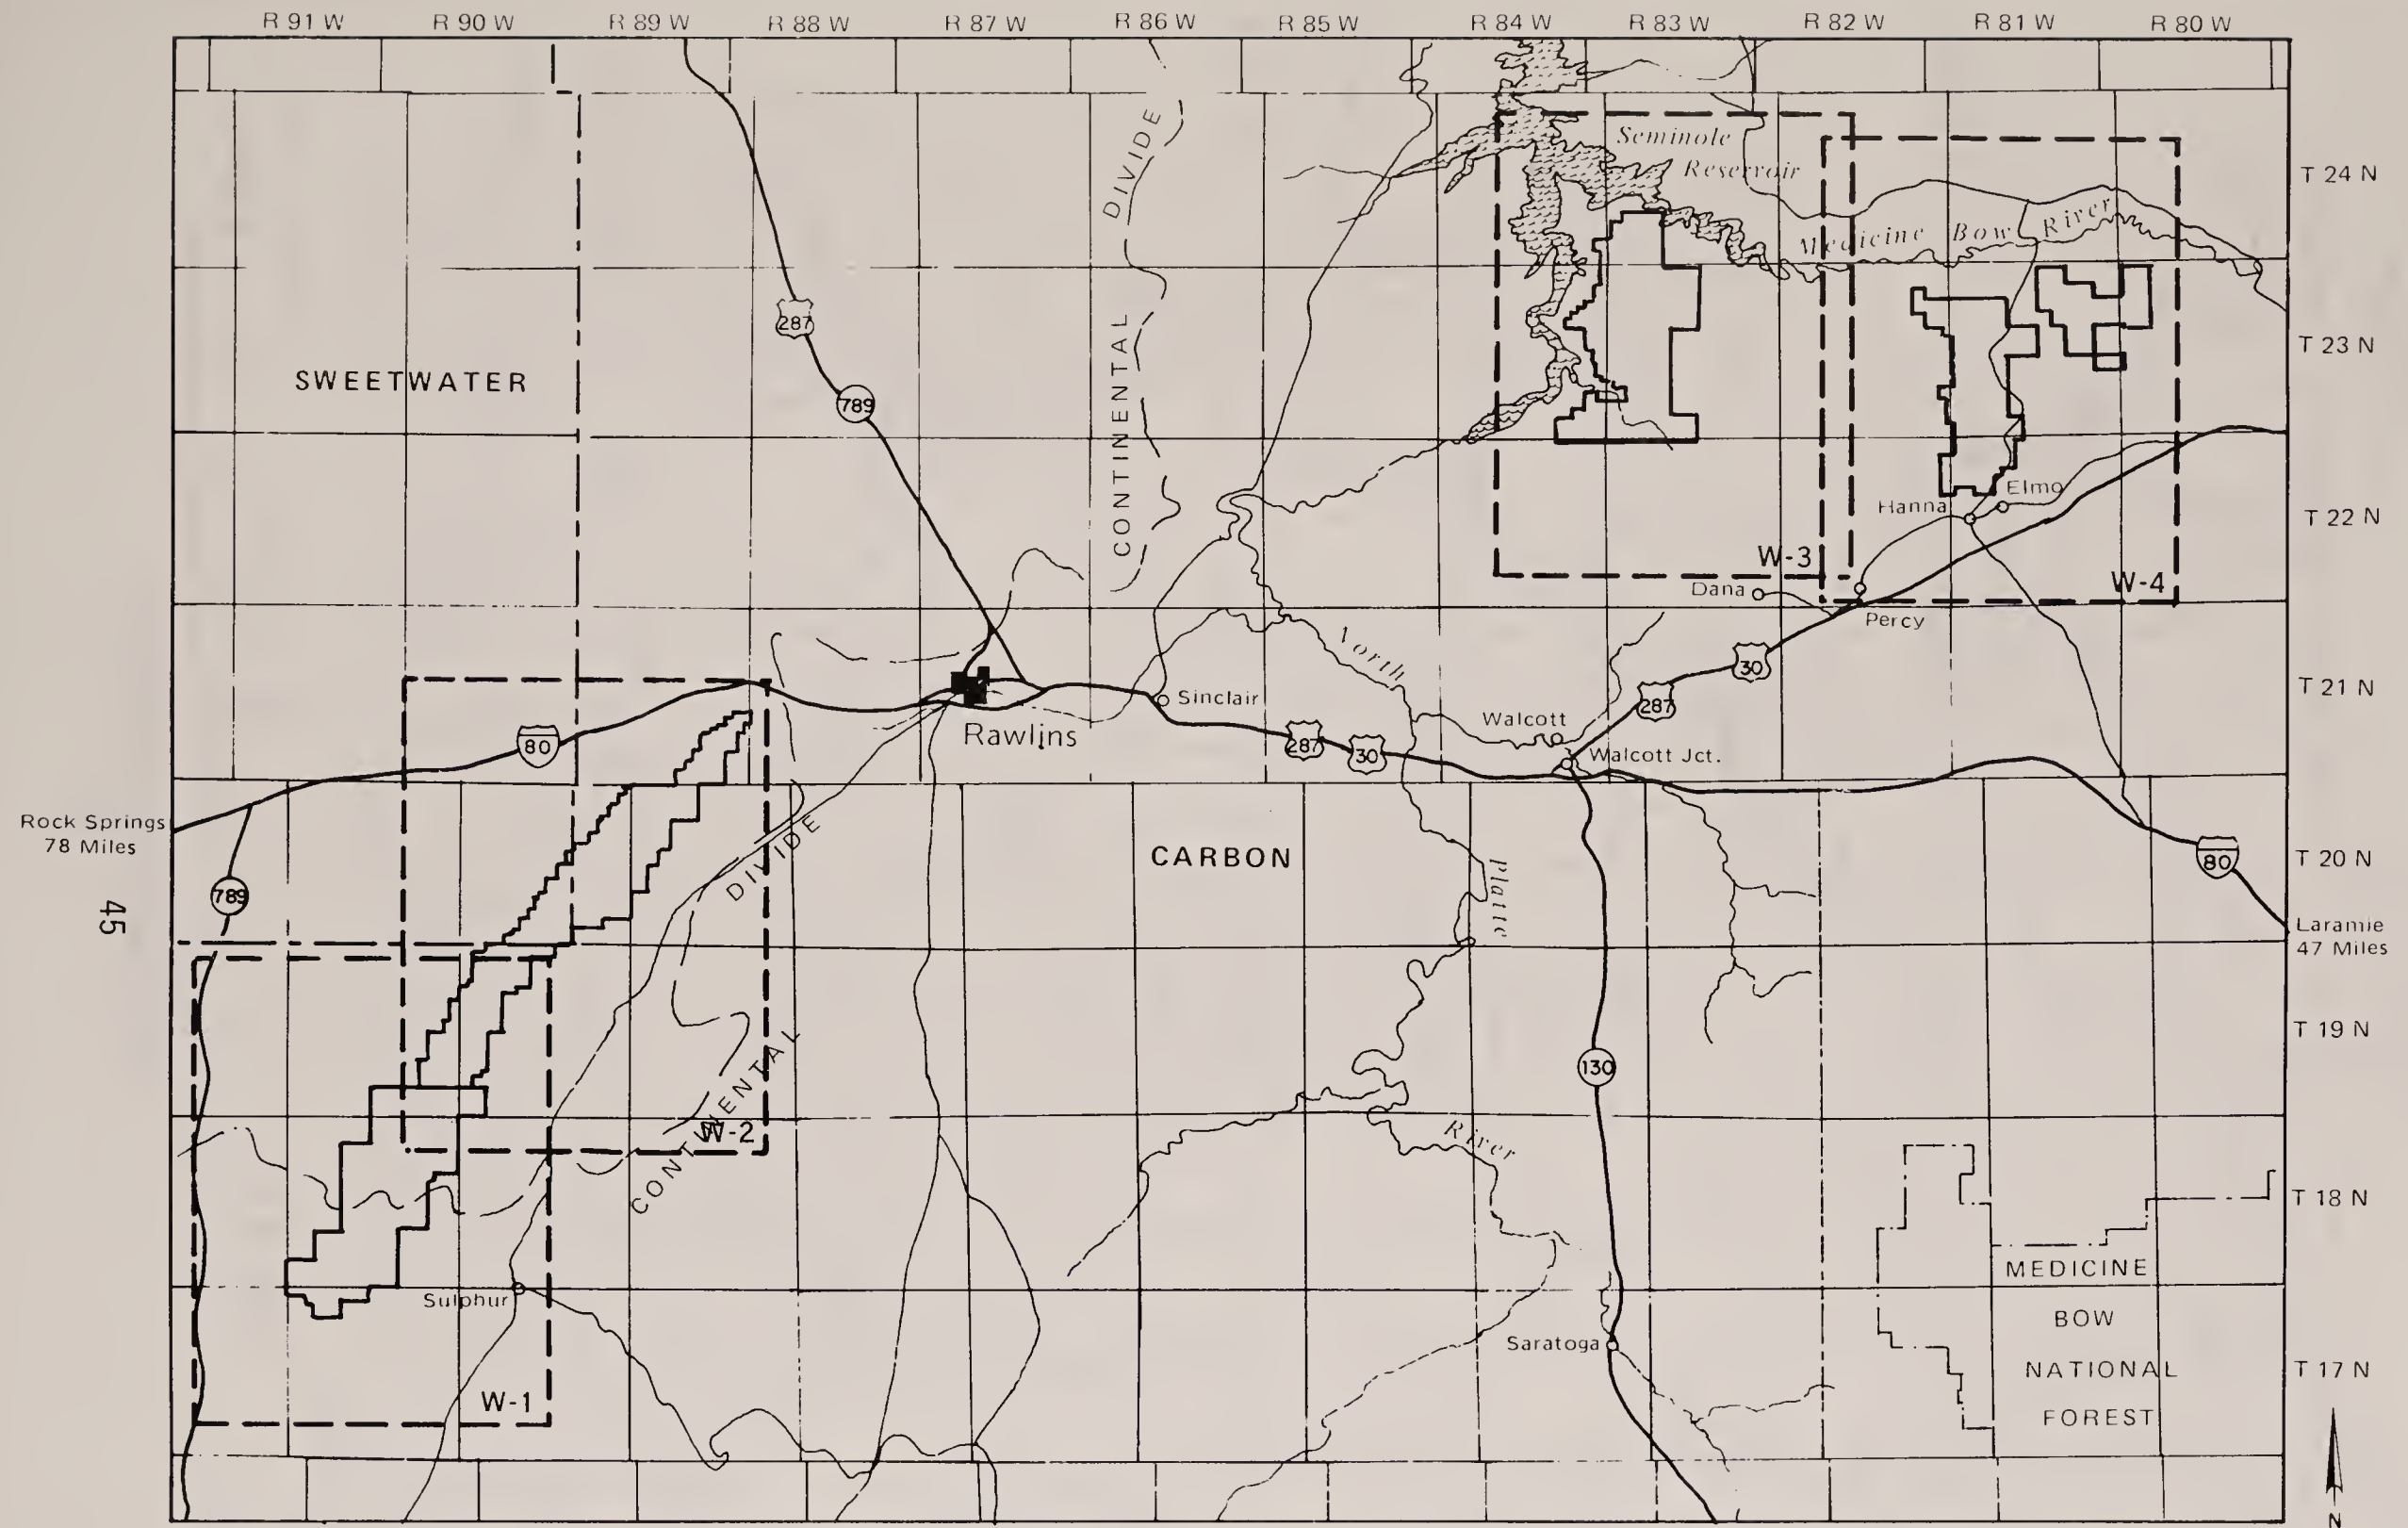 R 91 W R 90 W R 89 W R 88 W R 87 W R 86 W R 85 W R 84 W R 83 W R 82 W R 81 W R 80 W
DIVIDE
Seminole
Reservoir
T 24 N
Medicine Bow River
287
CONTINENTAL
T 23 N
SWEETWATER
789
Elmo
Hanna
T 22 N
W-3
W-4
Dana
Percy
North
30
T 21 N
Sinclair
287
Rawlins
Walcott
80
287
30
Walcott Jct.
Rock Springs
78 Miles
DIVIDE
CARBON
T 20 N
80
789
Platte
45
Laramie
47 Miles
T 19 N
130
CONTINENTAL
W-2
River
T 18 N
MEDICINE
BOW
NATIONAL
FOREST
Sulphur
Saratoga
T 17 N
W-1
N